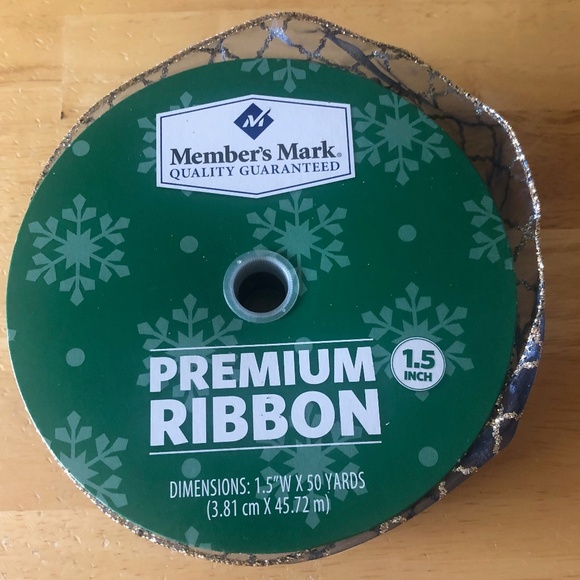 Member's Mark®
QUALITY GUARANTEED
PREMIUM
RIBBON
1.5
INCH
DIMENSIONS: 1.5"W X 50 YARDS
(3.81 cm X 45.72 m)